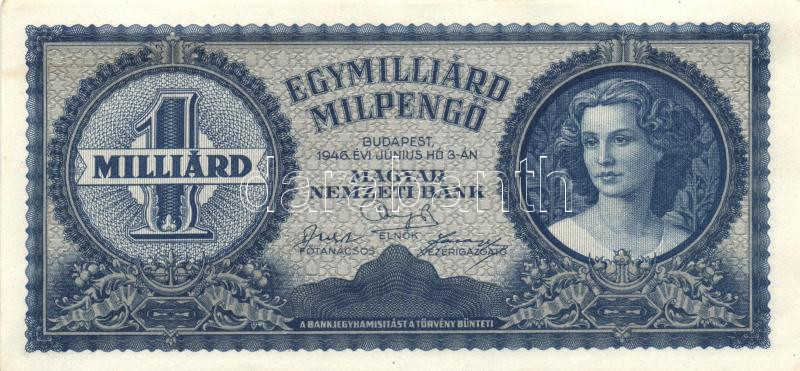 EGYMILLIÁRD
MILPENGŐ
1
MILLIÁRD
BUDAPEST,
1946. ÉVI JÚNIUS HÓ 3-ÁN
MAGYAR
NEMZETI BANK
darabanth
ELNÖK
FŐTANÁCSOS
VEZÉRIGAZGATÓ
A BANKJEGYHAMISÍTÁST A TÖRVÉNY BÜNTETI